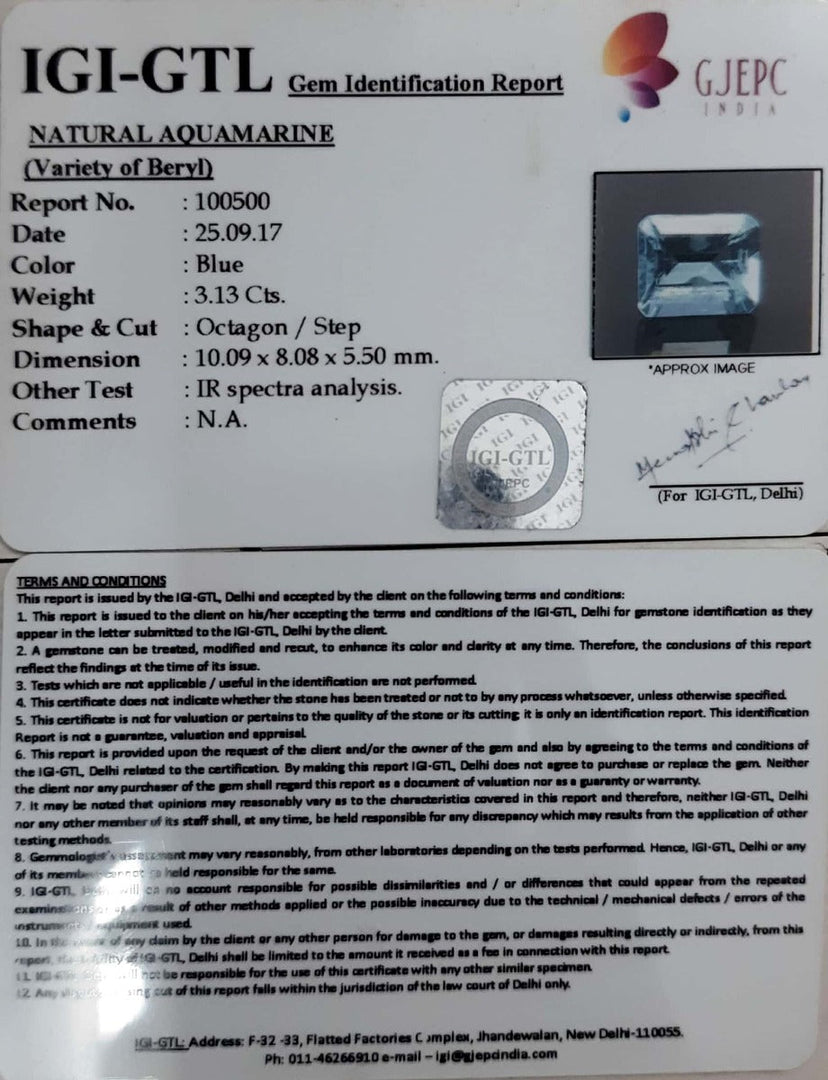 IGI-GTL Gem Identification Report
GJEPC
INDIA
NATURAL AQUAMARINE
(Variety of Beryl)
Report No. : 100500
Date : 25.09.17
Color : Blue
Weight : 3.13 Cts.
Shape & Cut : Octagon / Step
Dimension : 10.09 x 8.08 x 5.50 mm.
Other Test : IR spectra analysis.
Comments : N.A.
*APPROX IMAGE
IGI-GTL
(For IGI-GTL, Delhi)
TERMS AND CONDITIONS
This report is issued by the IGI-GTL, Delhi and accepted by the client on the following terms and conditions:
1. This report is issued to the client on his/her accepting the terms and conditions of the IGI-GTL, Delhi for gemstone identification as they
appear in the letter submitted to the IGI-GTL, Delhi by the client.
2. A gemstone can be treated, modified and recut, to enhance its color and clarity at any time. Therefore, the conclusions of this report
reflect the findings at the time of its issue.
3. Tests which are not applicable / useful in the identification are not performed.
4. This certificate does not indicate whether the stone has been treated or not to by any process whatsoever, unless otherwise specified.
5. This certificate is not for valuation or pertains to the quality of the stone or its cutting; it is only an identification report. This identification
Report is not a guarantee, valuation and appraisal.
6. This report is provided upon the request of the client and/or the owner of the gem and also by agreeing to the terms and conditions of
the IGI-GTL, Delhi related to the certification. By making this report IGI-GTL, Delhi does not agree to purchase or replace the gem. Neither
the client nor any purchaser of the gem shall regard this report as a document of valuation nor as a guaranty or warranty.
7. It may be noted that opinions may reasonably vary as to the characteristics covered in this report and therefore, neither IGI-GTL, Delhi
nor any other member of its staff shall, at any time, be held responsible for any discrepancy which may results from the application of other
testing methods.
8. Gemmologist's assessment may vary reasonably, from other laboratories depending on the tests performed. Hence, IGI-GTL, Delhi or any
of its member cannot be held responsible for the same.
9. IGI-GTL, will on no account responsible for possible dissimilarities and / or differences that could appear from the repeated
examinations or as a result of other methods applied or the possible inaccuracy due to the technical / mechanical defects / errors of the
instrument / equipment used.
10. In the of any claim by the client or any other person for damage to the gem, or damages resulting directly or indirectly, from this
report, the of IGI-GTL, Delhi shall be limited to the amount it received as a fee in connection with this report.
11. will not be responsible for the use of this certificate with any other similar specimen.
12. Any out of this report falls within the jurisdiction of the law court of Delhi only.
IGI-GTL: Address: F-32 -33, Flatted Factories Complex, Jhandewalan, New Delhi-110055.
Ph: 011-46266910 e-mail – igi@gjepcindia.com